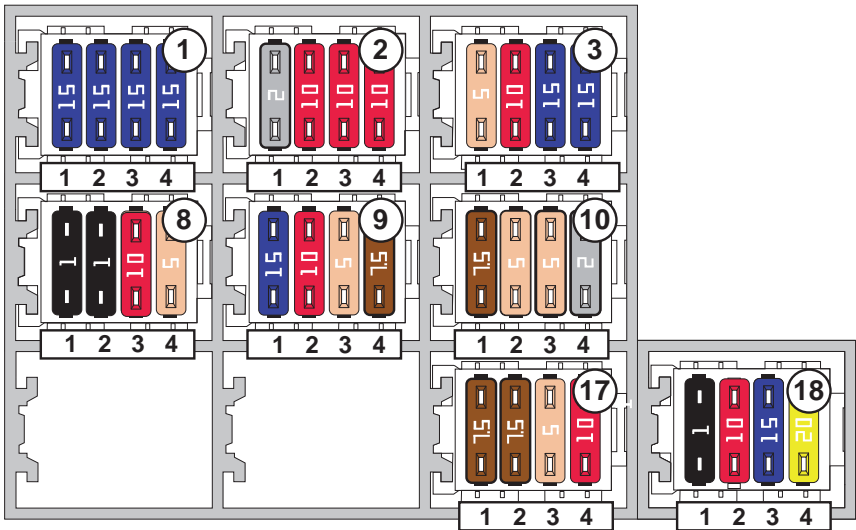 1
15 15 15 15
1 2 3 4
2
2 10 10 10
1 2 3 4
3
5 10 15 15
1 2 3 4
8
1 1 10 5
1 2 3 4
9
15 10 5 7.5
1 2 3 4
10
7.5 5 5 2
1 2 3 4
17
7.5 7.5 5 10
1 2 3 4
18
1 10 15 20
1 2 3 4